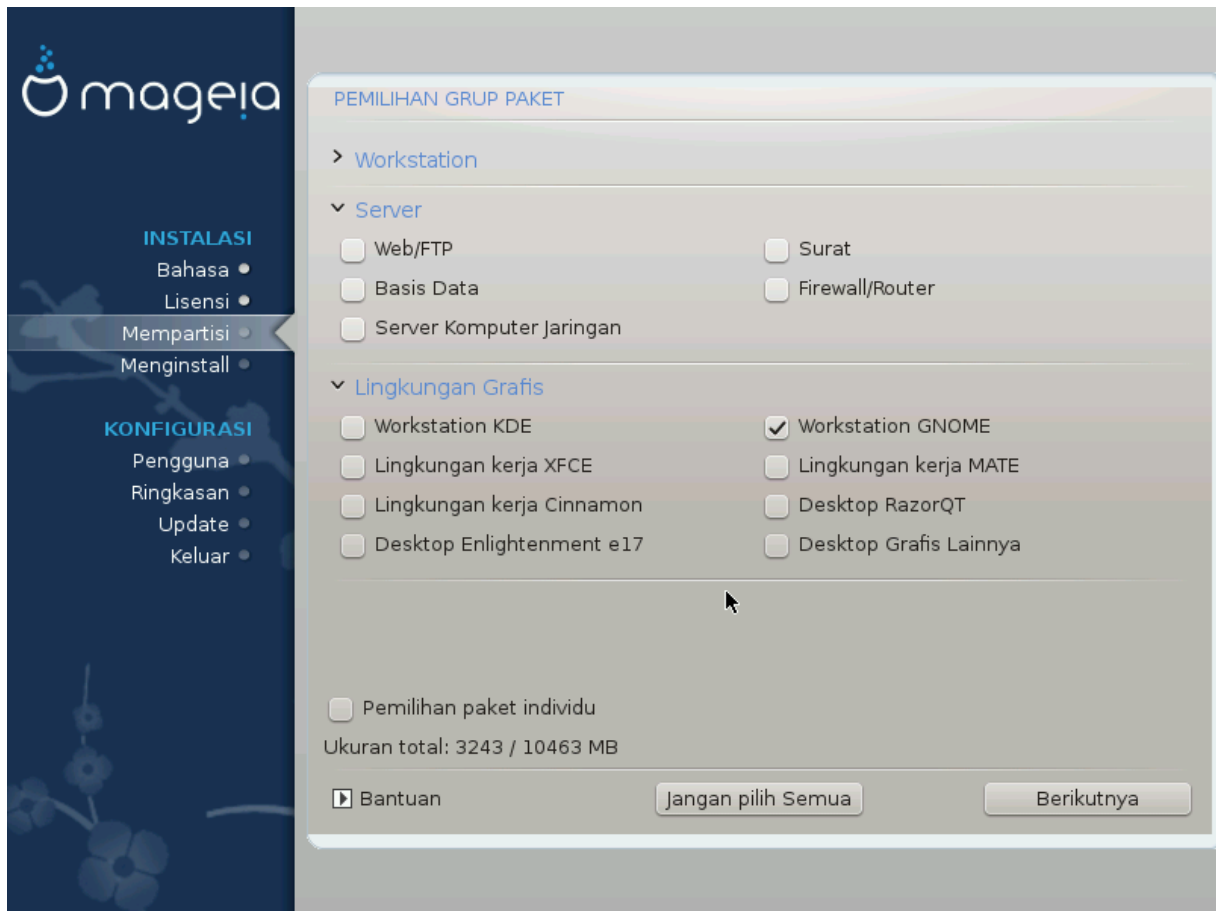 mageia
INSTALASI
Bahasa
Lisensi
Mempartisi
Menginstall
KONFIGURASI
Pengguna
Ringkasan
Update
Keluar
PEMILIHAN GRUP PAKET
Workstation
Server
Web/FTP
Surat
Basis Data
Firewall/Router
Server Komputer Jaringan
Lingkungan Grafis
Workstation KDE
Workstation GNOME
Lingkungan kerja XFCE
Lingkungan kerja MATE
Lingkungan kerja Cinnamon
Desktop RazorQT
Desktop Enlightenment e17
Desktop Grafis Lainnya
Pemilihan paket individu
Ukuran total: 3243 / 10463 MB
Bantuan
Jangan pilih Semua
Berikutnya